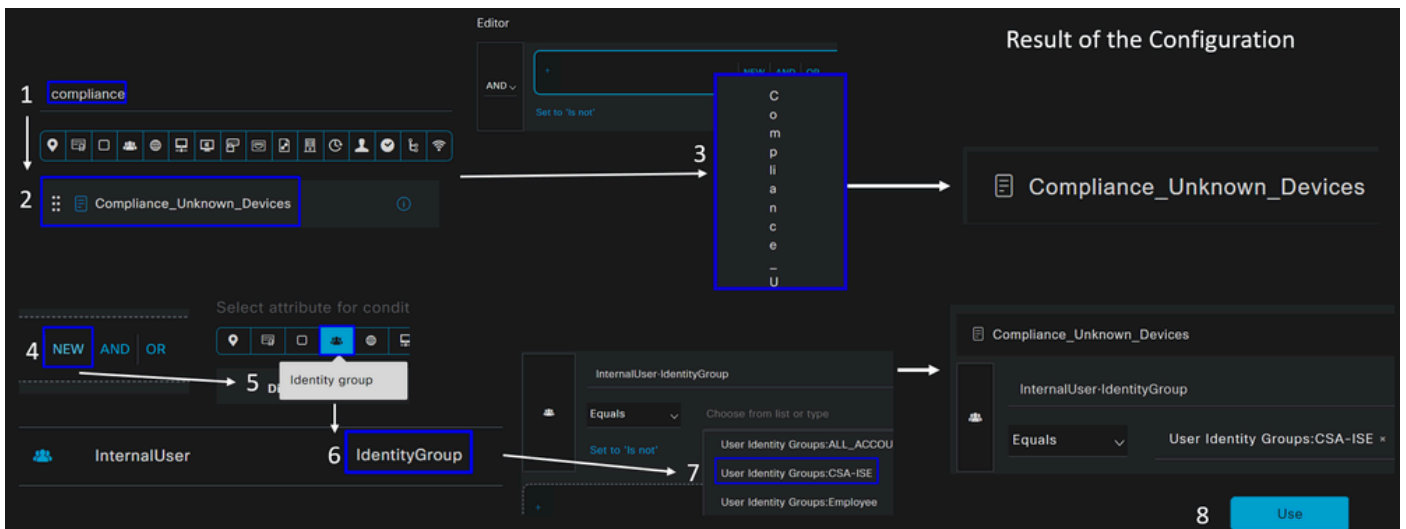 Editor
Result of the Configuration
1 compliance
AND
+
NEW AND OR
Set to 'Is not'
C
o
m
p
li
a
n
c
e
_
U
3
2 Compliance_Unknown_Devices
Compliance_Unknown_Devices
4 NEW AND OR
Select attribute for condit
5 Di
Identity group
InternalUser
6 IdentityGroup
InternalUser·IdentityGroup
Equals
Choose from list or type
Set to 'Is not'
User Identity Groups:ALL_ACCOU
7 User Identity Groups:CSA-ISE
User Identity Groups:Employee
+
Compliance_Unknown_Devices
InternalUser·IdentityGroup
Equals
User Identity Groups:CSA-ISE ×
8 Use